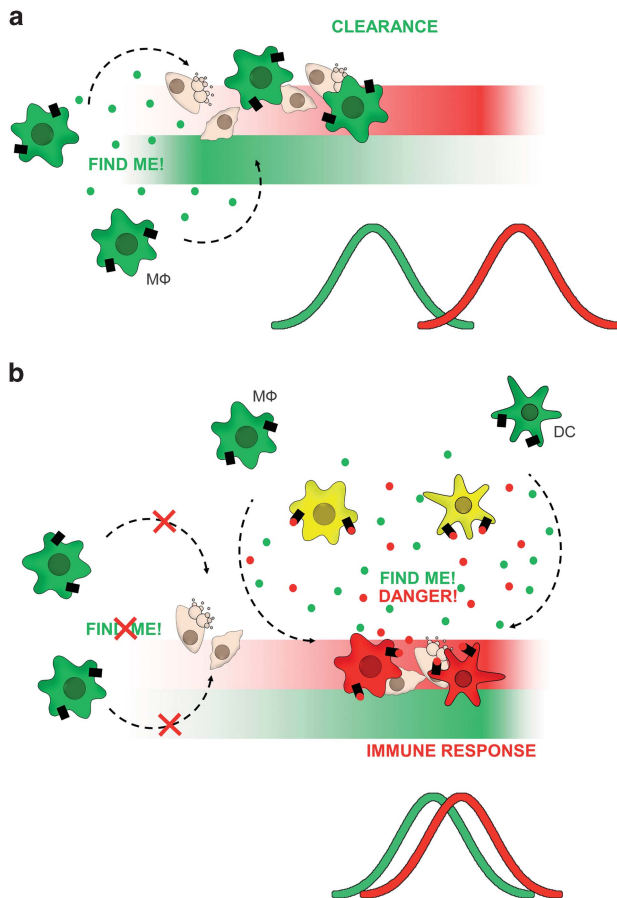 a
CLEARANCE
FIND ME!
MΦ
b
MΦ
DC
FIND ME!
FIND ME!
DANGER!
IMMUNE RESPONSE